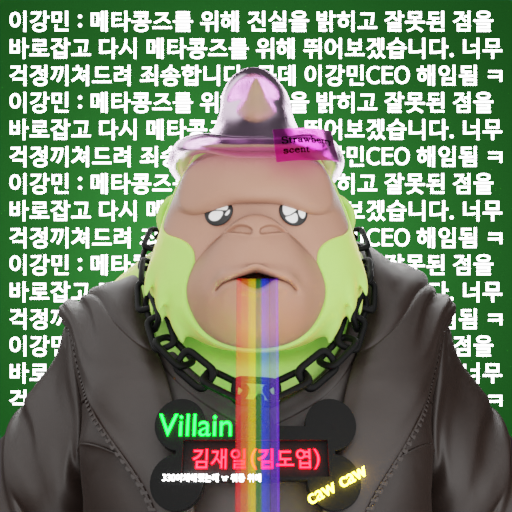 이강민 : 메타콩즈를 위해 진실을 밝히고 잘못된 점을
바로잡고 다시 메타콩즈를 위해 뛰어보겠습니다. 너무
걱정끼쳐드려 죄송합니다 근데 이강민CEO 해임됨 ㅋ
이강민 : 메타콩즈를 위 을 밝히고 잘못된 점을
바로잡고 다시 메타콩즈 뛰어보겠습니다. 너무
걱정끼쳐드려 죄송 민CEO 해임됨 ㅋ
이강민 : 메타콩즈 히고 잘못된 점을
바로잡고 다시 메 보겠습니다. 너무
걱정끼쳐드려 죄 CEO 해임됨 ㅋ
이강민 : 메타 고 잘못된 점을
바로잡고 니다. 너무
걱정 임됨 ㅋ
이강민 점을
바로 너무
걱 ㅋ
Strawberry
scent
Villain
김재일(김도엽)
caw caw